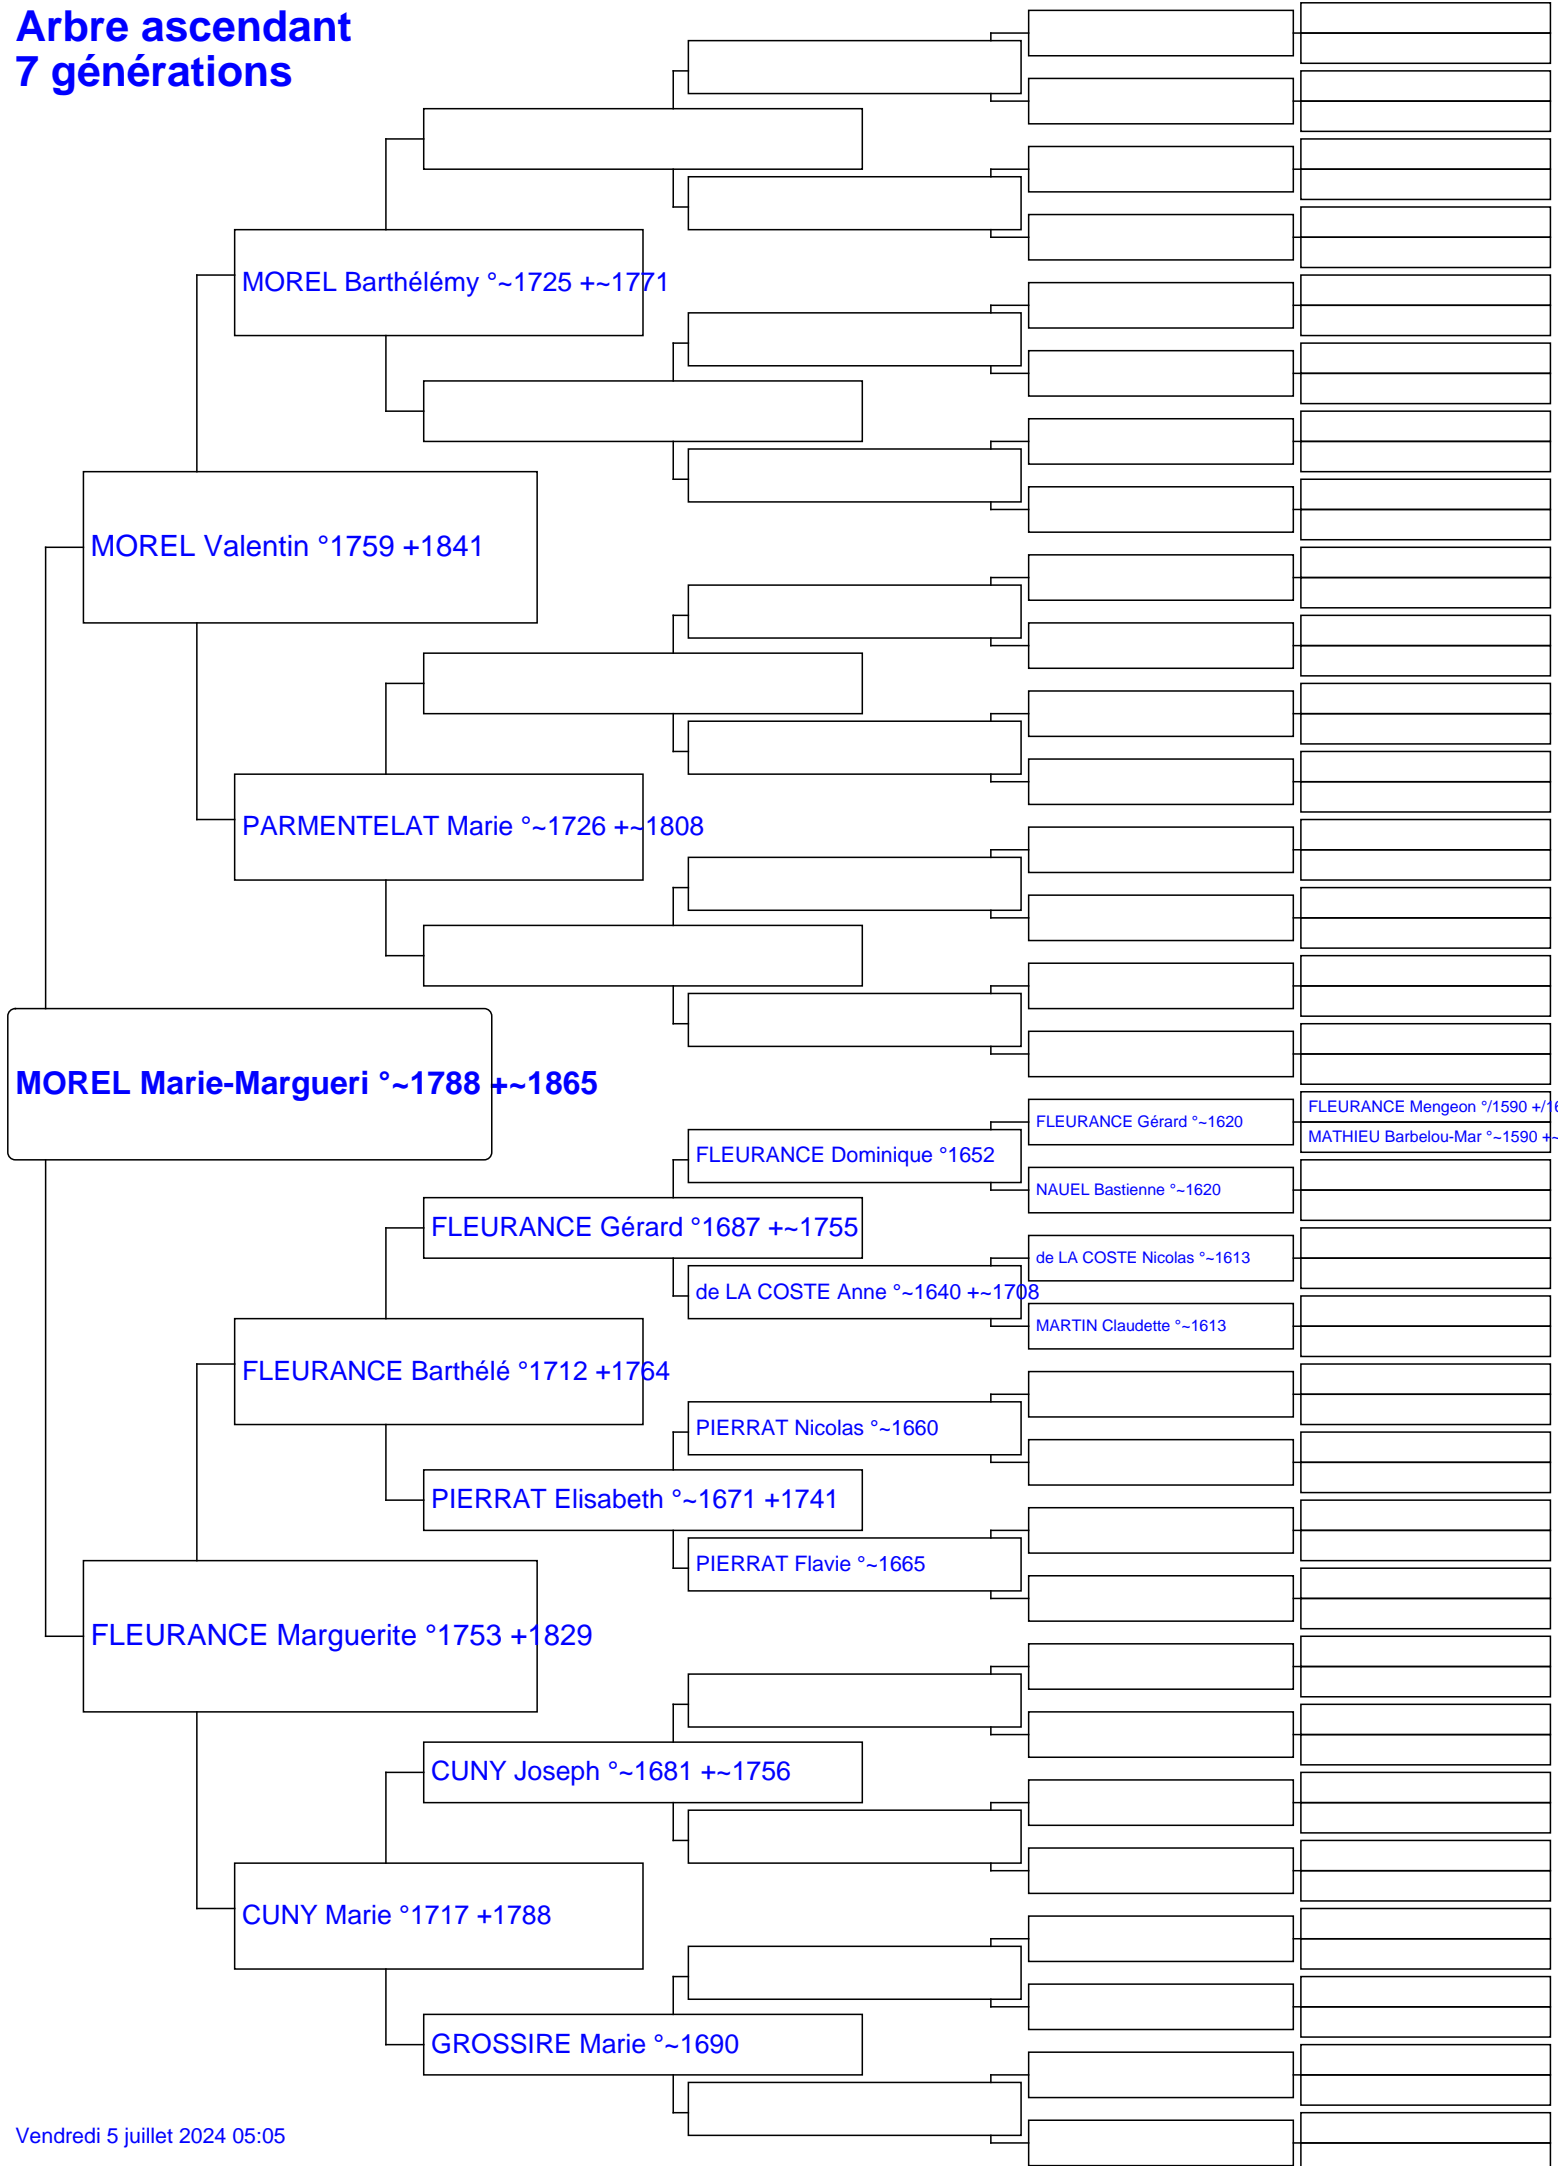 Arbre ascendant
7 générations
MOREL Barthélémy °~1725 +~1771
MOREL Valentin °1759 +1841
PARMENTELAT Marie °~1726 +~1808
MOREL Marie-Margueri °~1788 +~1865
FLEURANCE Mengeon °/1590 +/16
FLEURANCE Gérard °~1620
MATHIEU Barbelou-Mar °~1590 +~
FLEURANCE Dominique °1652
NAUEL Bastienne °~1620
FLEURANCE Gérard °1687 +~1755
de LA COSTE Nicolas °~1613
de LA COSTE Anne °~1640 +~1708
MARTIN Claudette °~1613
FLEURANCE Barthélé °1712 +1764
PIERRAT Nicolas °~1660
PIERRAT Elisabeth °~1671 +1741
PIERRAT Flavie °~1665
FLEURANCE Marguerite °1753 +1829
CUNY Joseph °~1681 +~1756
CUNY Marie °1717 +1788
GROSSIRE Marie °~1690
Vendredi 5 juillet 2024 05:05